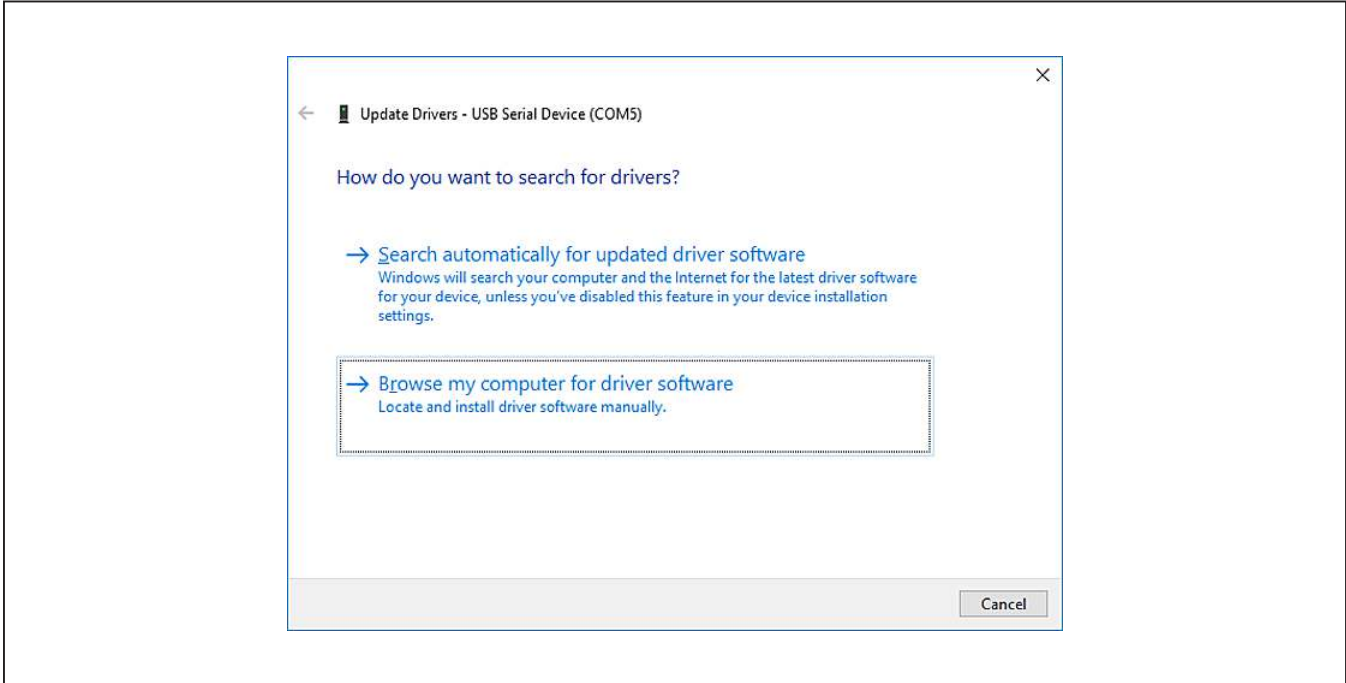 Update Drivers - USB Serial Device (COM5)
How do you want to search for drivers?
Search automatically for updated driver software
Windows will search your computer and the Internet for the latest driver software
for your device, unless you've disabled this feature in your device installation
settings.
Browse my computer for driver software
Locate and install driver software manually.
Cancel